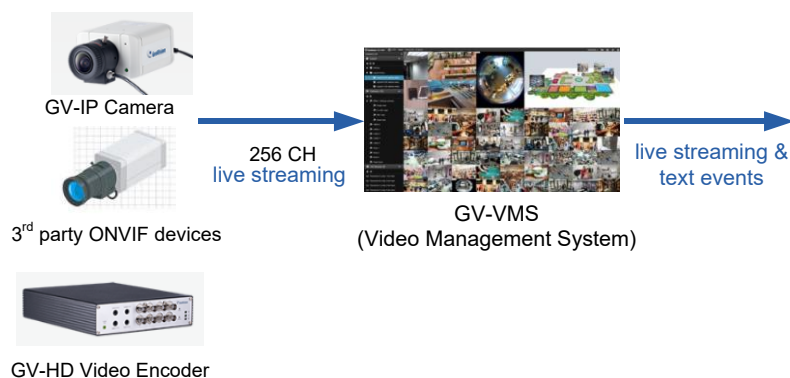 GV-IP Camera
3rd party ONVIF devices
GV-HD Video Encoder
256 CH
live streaming
GV-VMS
(Video Management System)
live streaming &
text events